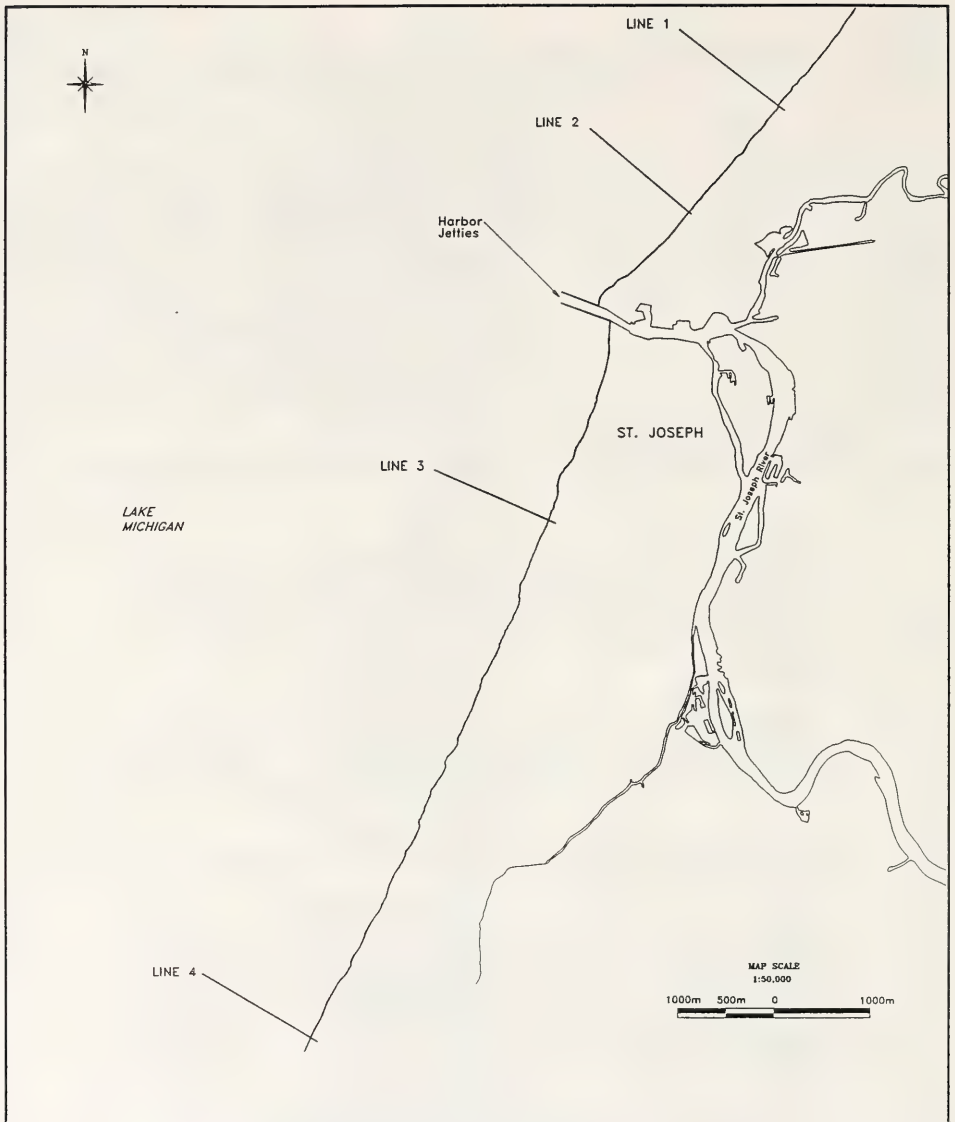 LINE 1
N
LINE 2
Harbor
Jetties
ST. JOSEPH
LINE 3
St. Joseph River
LAKE
MICHIGAN
LINE 4
MAP SCALE
1:50,000
1000m 500m 0 1000m